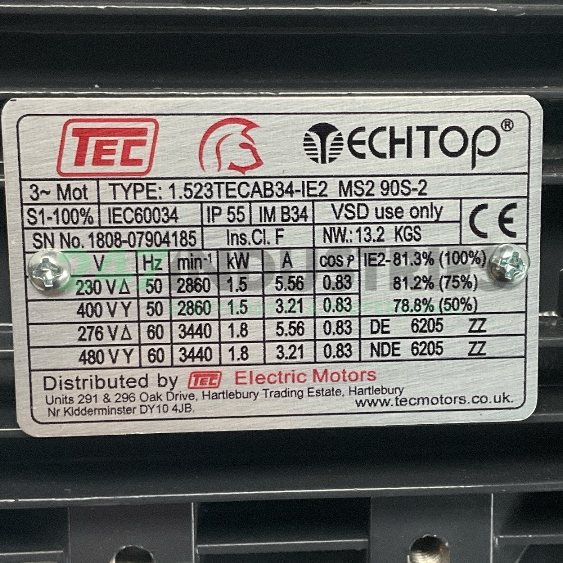 TEC TECHTOP®
3~ Mot TYPE: 1.523TECAB34-IE2 MS2 90S-2
S1-100% IEC60034 IP 55 IM B34 VSD use only CE
SN No. 1808-07904185 Ins.Cl. F NW.: 13.2 KGS
V Hz min⁻¹ kW A cos ρ IE2- 81.3% (100%)
230 VΔ 50 2860 1.5 5.56 0.83 81.2% (75%)
400 VY 50 2860 1.5 3.21 0.83 78.8% (50%)
276 VΔ 60 3440 1.8 5.56 0.83 DE 6205 ZZ
480 VY 60 3440 1.8 3.21 0.83 NDE 6205 ZZ
Distributed by TEC Electric Motors
Units 291 & 296 Oak Drive, Hartlebury Trading Estate, Hartlebury
Nr Kidderminster DY10 4JB. www.tecmotors.co.uk.